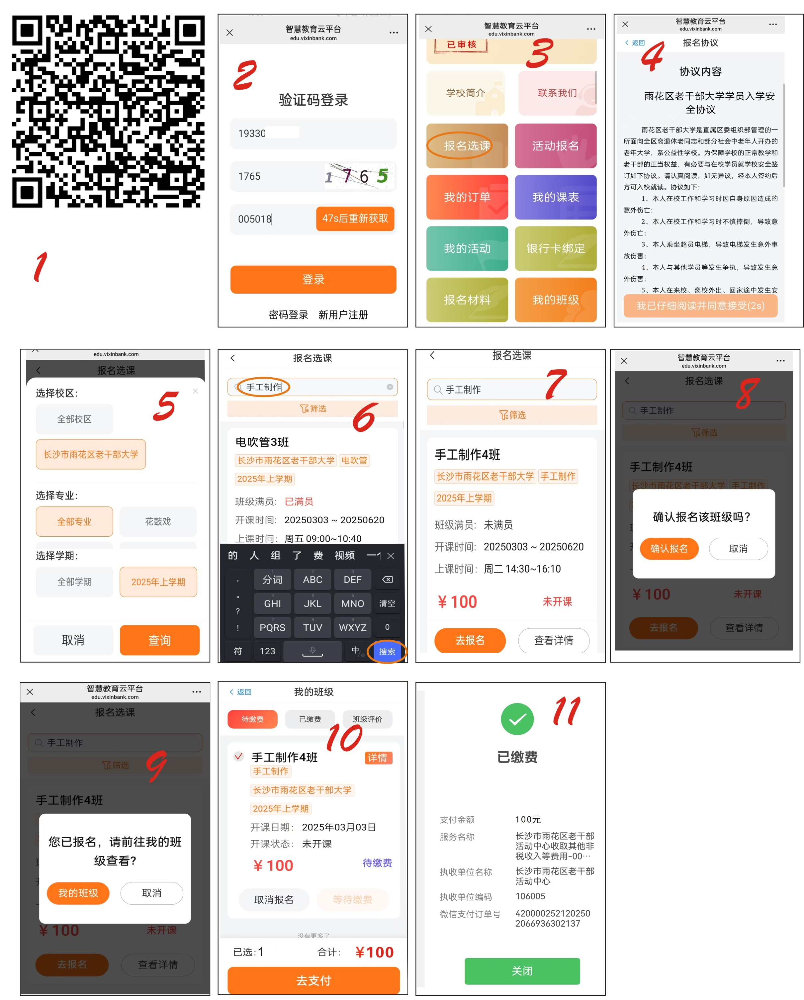 1
智慧教育云平台
edu.vixinbank.com
2
验证码登录
19330
1765
1765
005018
47s后重新获取
登录
密码登录 新用户注册
智慧教育云平台
edu.vixinbank.com
已审核
3
学校简介
联系我们
报名选课
活动报名
我的订单
我的课表
我的活动
银行卡绑定
报名材料
我的班级
智慧教育云平台
edu.vixinbank.com
返回
报名协议
4
协议内容
雨花区老干部大学学员入学安
全协议
雨花区老干部大学是直属区委组织部管理的一
所面向全区离退休老同志和部分社会中老年人开办的
老年大学，系公益性学校。为保障学校的正常教学和
老干部的正当权益，有必要与在校学员就学校安全签
订如下协议。请认真阅读，如无异议，经本人签约后
方可入校就读。协议如下：
1、本人在校工作和学习时因自身原因造成的
意外伤亡；
2、本人在校工作和学习时不慎摔倒，导致意
外伤亡；
3、本人乘坐超员电梯，导致电梯发生意外事
故伤害；
4、本人与其他学员等发生争执，导致发生意
外伤害；
5、本人在来校、离校外出、回家途中发生安
我已仔细阅读并同意接受(2s)
edu.vixinbank.com
报名选课
选择校区：
5
全部校区
长沙市雨花区老干部大学
选择专业：
全部专业
花鼓戏
选择学期：
全部学期
2025年上学期
取消
查询
报名选课
手工制作
筛选
6
电吹管3班
长沙市雨花区老干部大学 电吹管
2025年上学期
班级满员： 已满员
开课时间： 20250303 ~ 20250620
上课时间： 周五 09:00~10:40
的 人 组 了 费 视频 一个
， 1 分词 2 ABC 3 DEF
。 4 GHI 5 JKL 6 MNO 清空
？
！ 7 PQRS 8 TUV 9 WXYZ 0
符 123 中/英 搜索
报名选课
7
手工制作
筛选
手工制作4班
长沙市雨花区老干部大学 手工制作
2025年上学期
班级满员： 未满员
开课时间： 20250303 ~ 20250620
上课时间： 周二 14:30~16:10
¥ 100
未开课
去报名
查看详情
智慧教育云平台
edu.vixinbank.com
报名选课
8
手工制作
筛选
手工制作4班
长沙市雨花区老干部大学 手工制作
确认报名该班级吗？
确认报名
取消
¥ 100
未开课
去报名
查看详情
智慧教育云平台
edu.vixinbank.com
报名选课
手工制作
筛选
9
手工制作4班
您已报名，请前往我的班
级查看？
我的班级
取消
¥ 100
未开课
去报名
查看详情
返回
我的班级
待缴费
已缴费
班级评价
10
手工制作4班
详情
手工制作
长沙市雨花区老干部大学
2025年上学期
开课日期： 2025年03月03日
开课状态： 未开课
¥ 100
待缴费
取消报名
等待缴费
没有更多了
已选:1
合计： ¥100
去支付
11
已缴费
支付金额 100元
服务名称 长沙市雨花区老干部
活动中心收取其他非
税收入等费用-00…
执收单位名称 长沙市雨花区老干部
活动中心
执收单位编码 106005
微信支付订单号 420000252120250
2066936302137
关闭